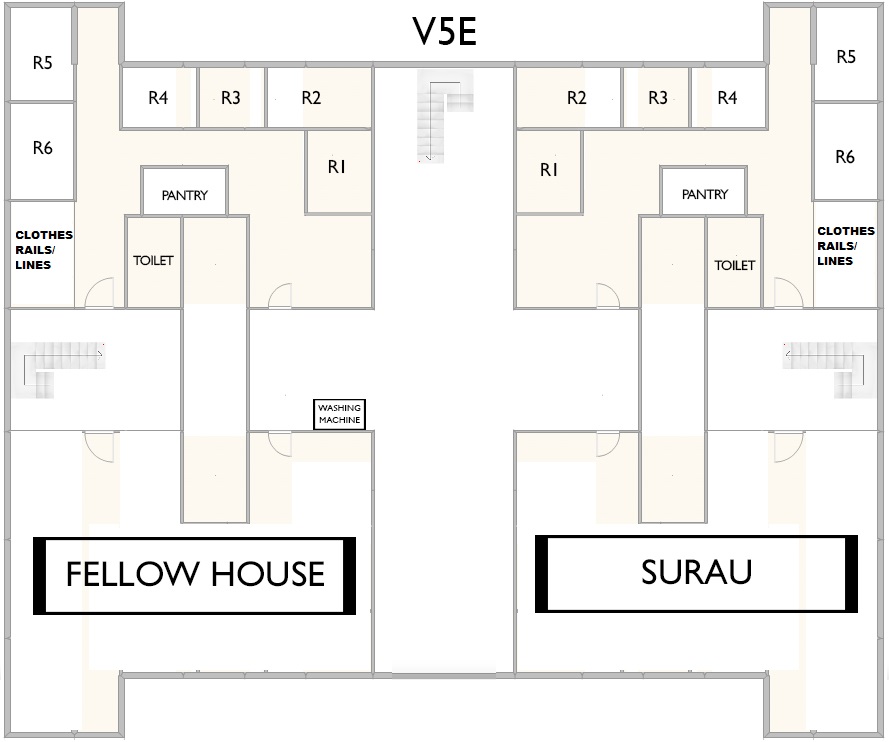 V5E
R5
R4
R3
R2
R2
R3
R4
R5
R6
R1
R1
R6
PANTRY
PANTRY
CLOTHES
RAILS/
LINES
TOILET
TOILET
CLOTHES
RAILS/
LINES
WASHING
MACHINE
FELLOW HOUSE
SURAU